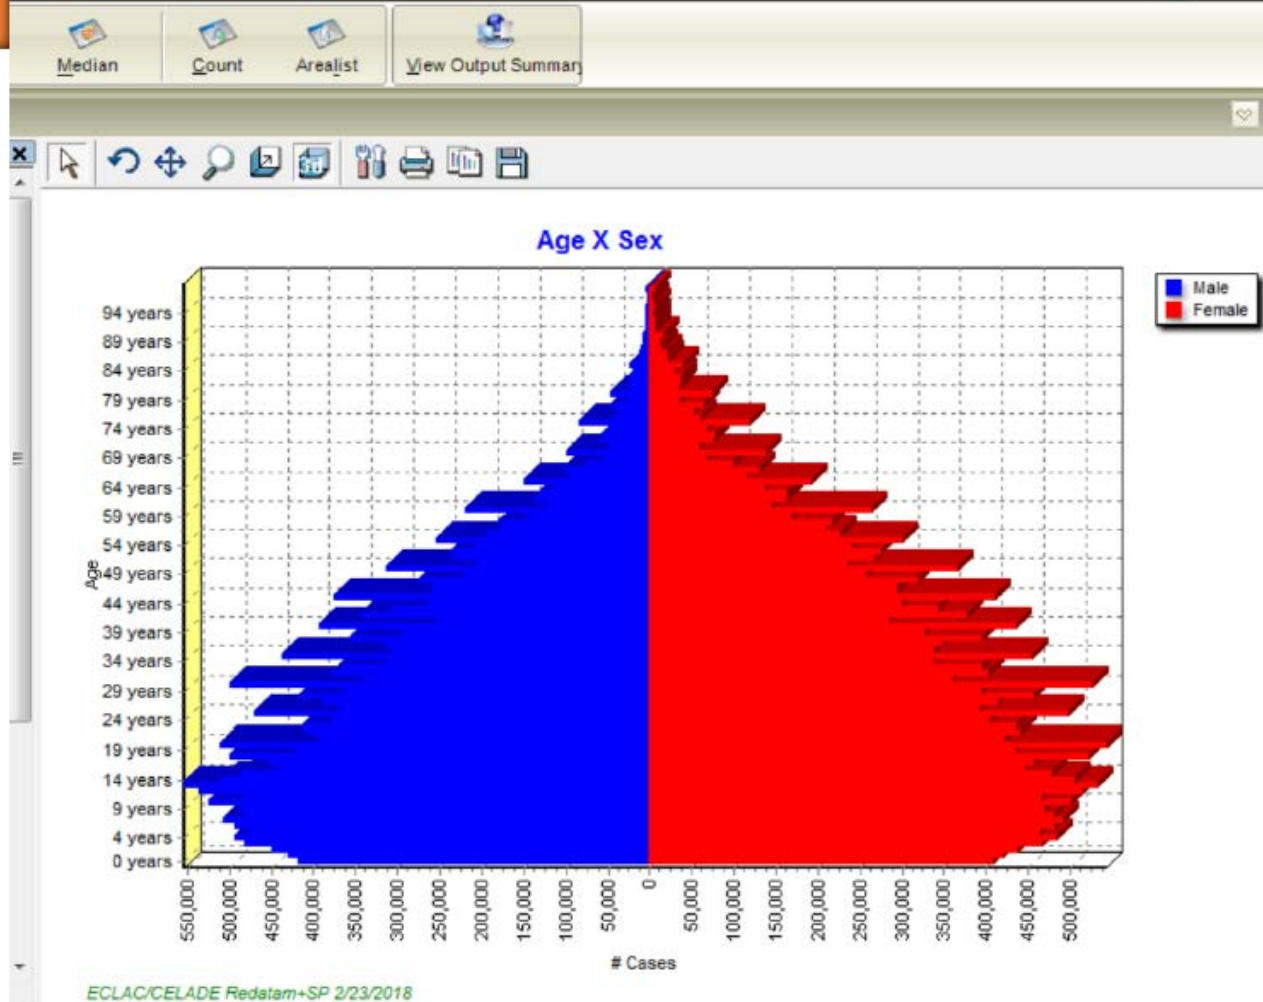 Median Count Arealist View Output Summary
Age X Sex
Male
Female
94 years
89 years
84 years
79 years
74 years
69 years
64 years
59 years
54 years
49 years
44 years
39 years
34 years
29 years
24 years
19 years
14 years
9 years
4 years
0 years
Age
550,000 500,000 450,000 400,000 350,000 300,000 250,000 200,000 150,000 100,000 50,000 0 50,000 100,000 150,000 200,000 250,000 300,000 350,000 400,000 450,000 500,000
# Cases
ECLAC/CELADE Redatam+SP 2/23/2018